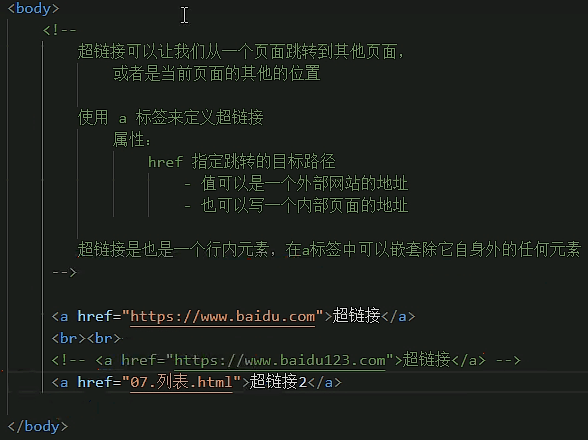 <body>
<!--
超链接可以让我们从一个页面跳转到其他页面,
或者是当前页面的其他的位置
使用 a 标签来定义超链接
属性:
href 指定跳转的目标路径
- 值可以是一个外部网站的地址
- 也可以写一个内部页面的地址
超链接是也是一个行内元素，在a标签中可以嵌套除它自身外的任何元素
-->
<a href="https://www.baidu.com">超链接</a>
<br><br>
<!-- <a href="https://www.baidu123.com">超链接</a> -->
<a href="07.列表.html">超链接2</a>
</body>